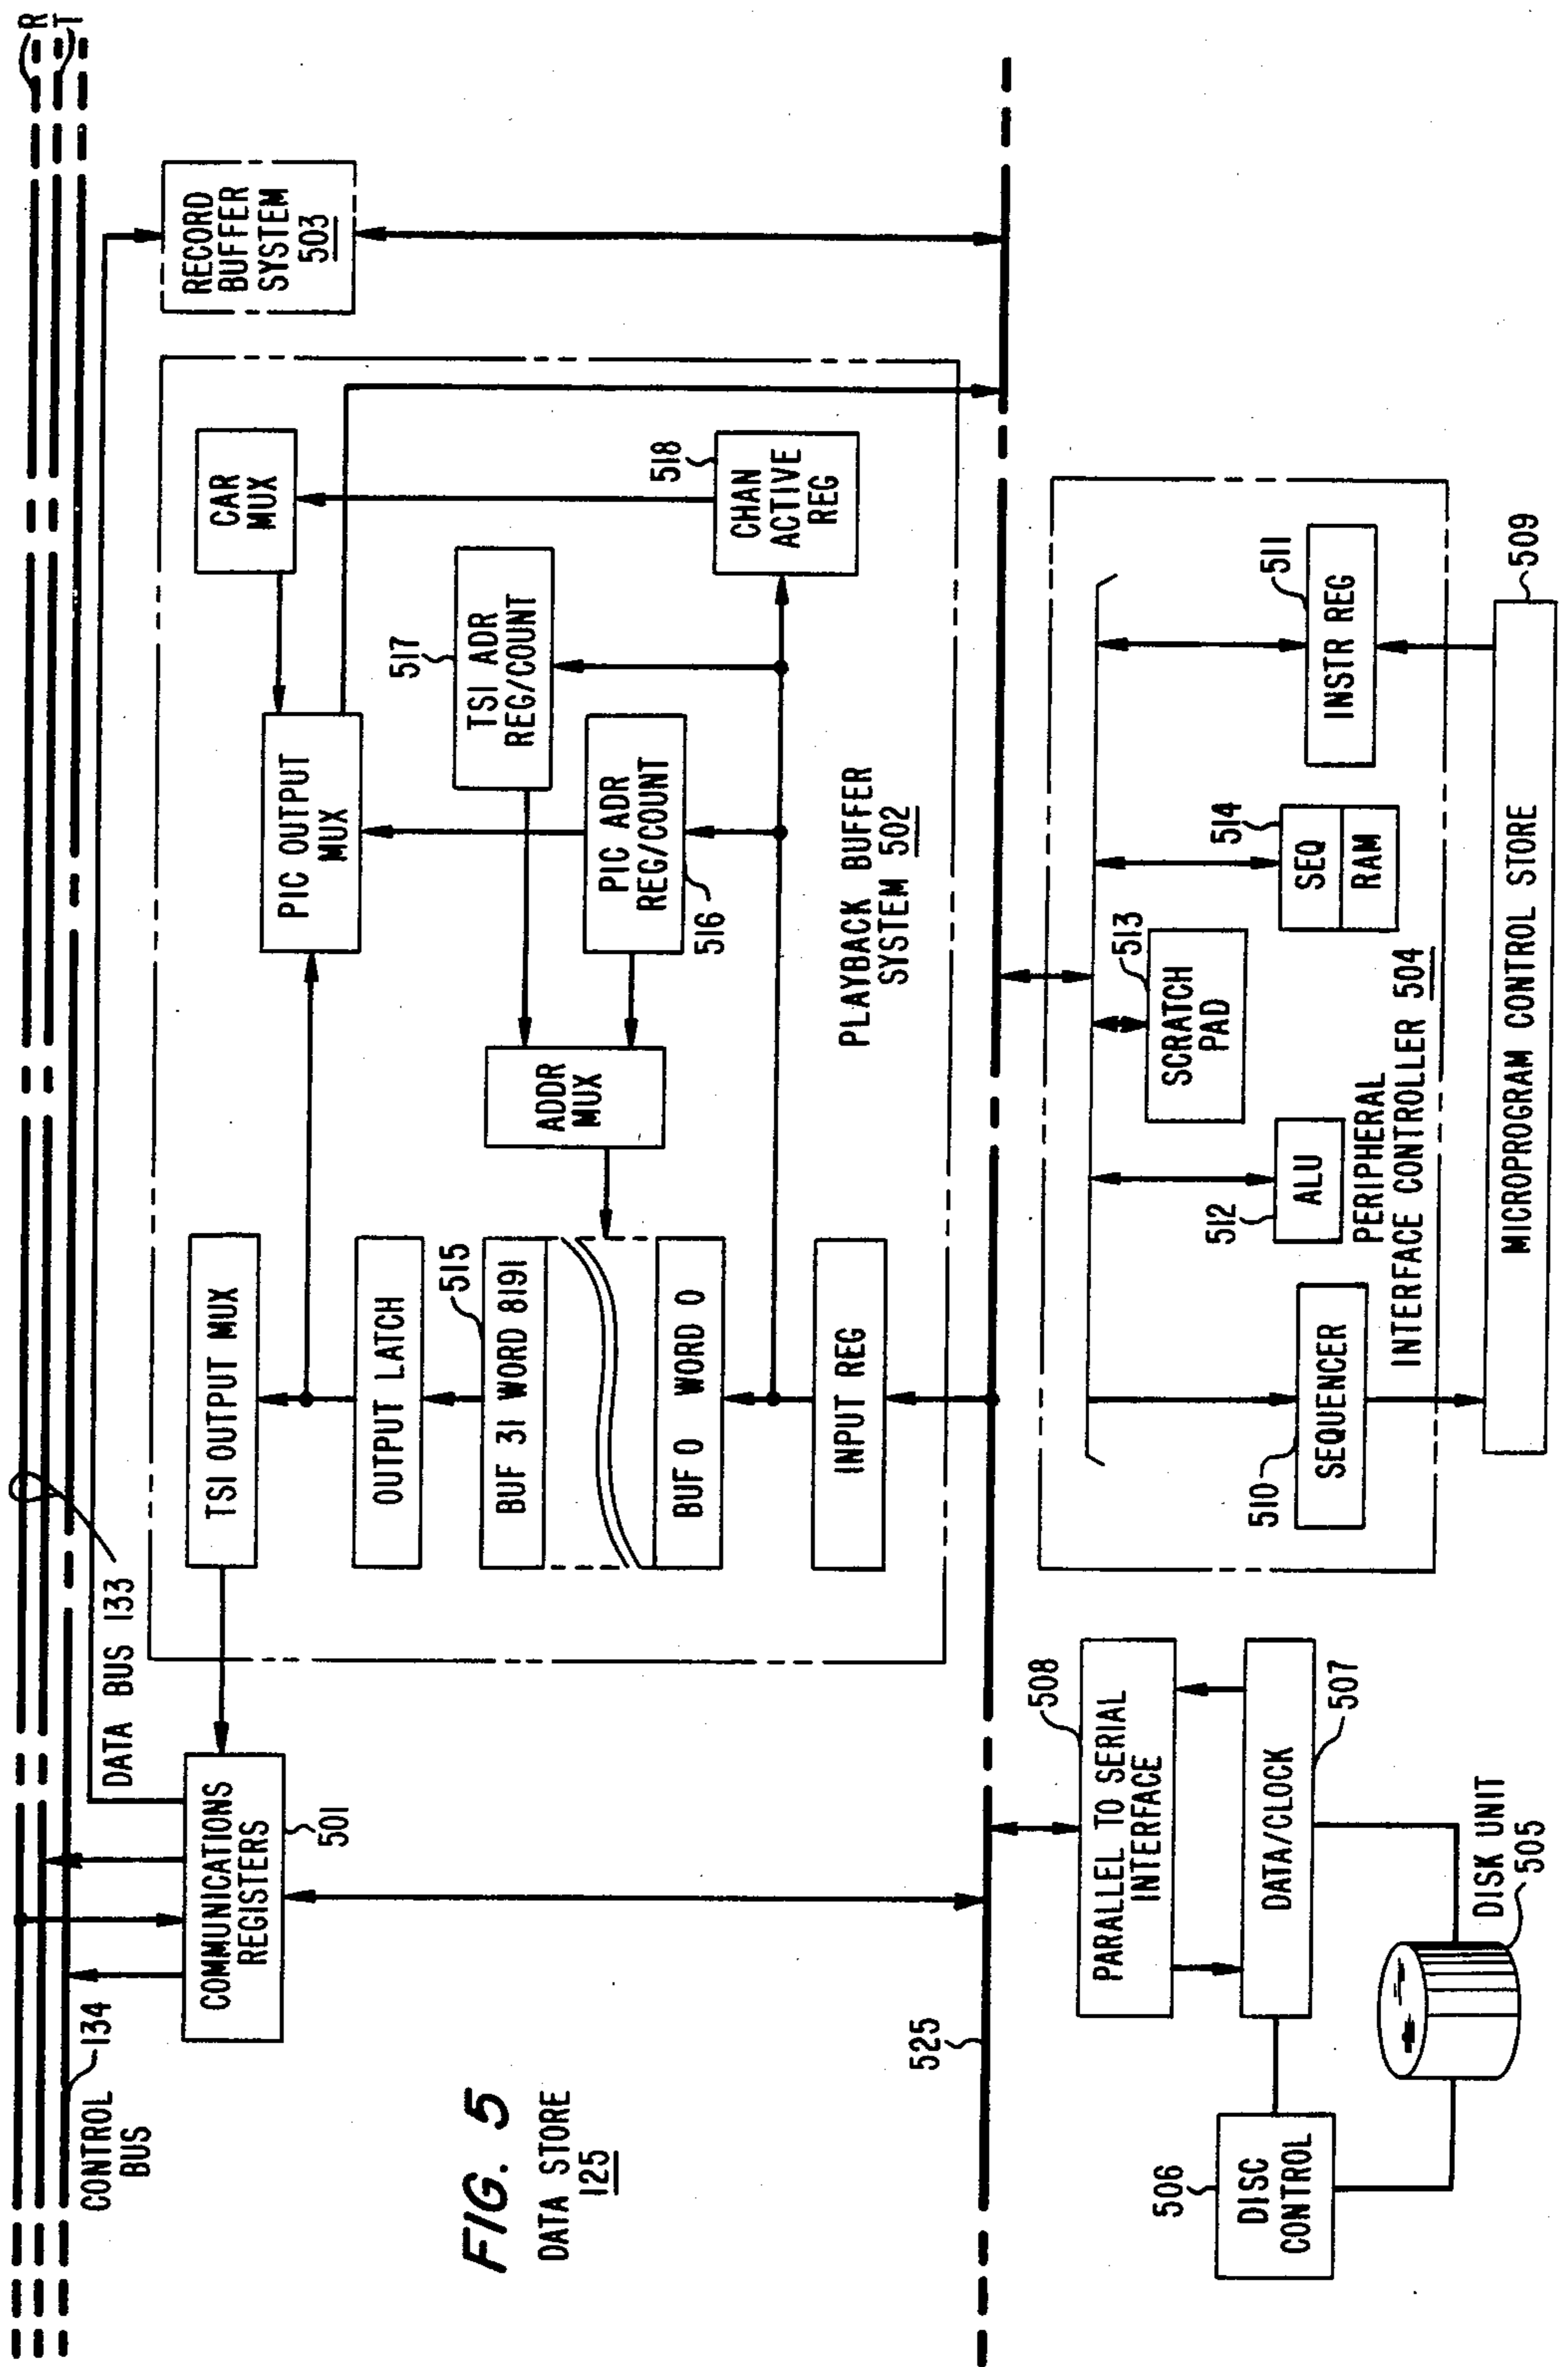 R
T
CONTROL
BUS
134
DATA BUS 133
COMMUNICATIONS
REGISTERS
501
RECORD
BUFFER
SYSTEM
503
TSI OUTPUT MUX
OUTPUT LATCH
515
BUF 31 WORD 8191
BUF 0 WORD 0
INPUT REG
PIC OUTPUT
MUX
CAR
MUX
ADDR
MUX
517
TSI ADR
REG/COUNT
PIC ADR
REG/COUNT
516
518
CHAN
ACTIVE
REG
PLAYBACK BUFFER
SYSTEM 502
FIG. 5
DATA STORE
125
525
508
PARALLEL TO SERIAL
INTERFACE
DATA/CLOCK
507
506
DISC
CONTROL
DISK UNIT
505
510
SEQUENCER
512
ALU
513
SCRATCH
PAD
514
SEQ
RAM
511
INSTR REG
PERIPHERAL
INTERFACE CONTROLLER 504
MICROPROGRAM CONTROL STORE
509